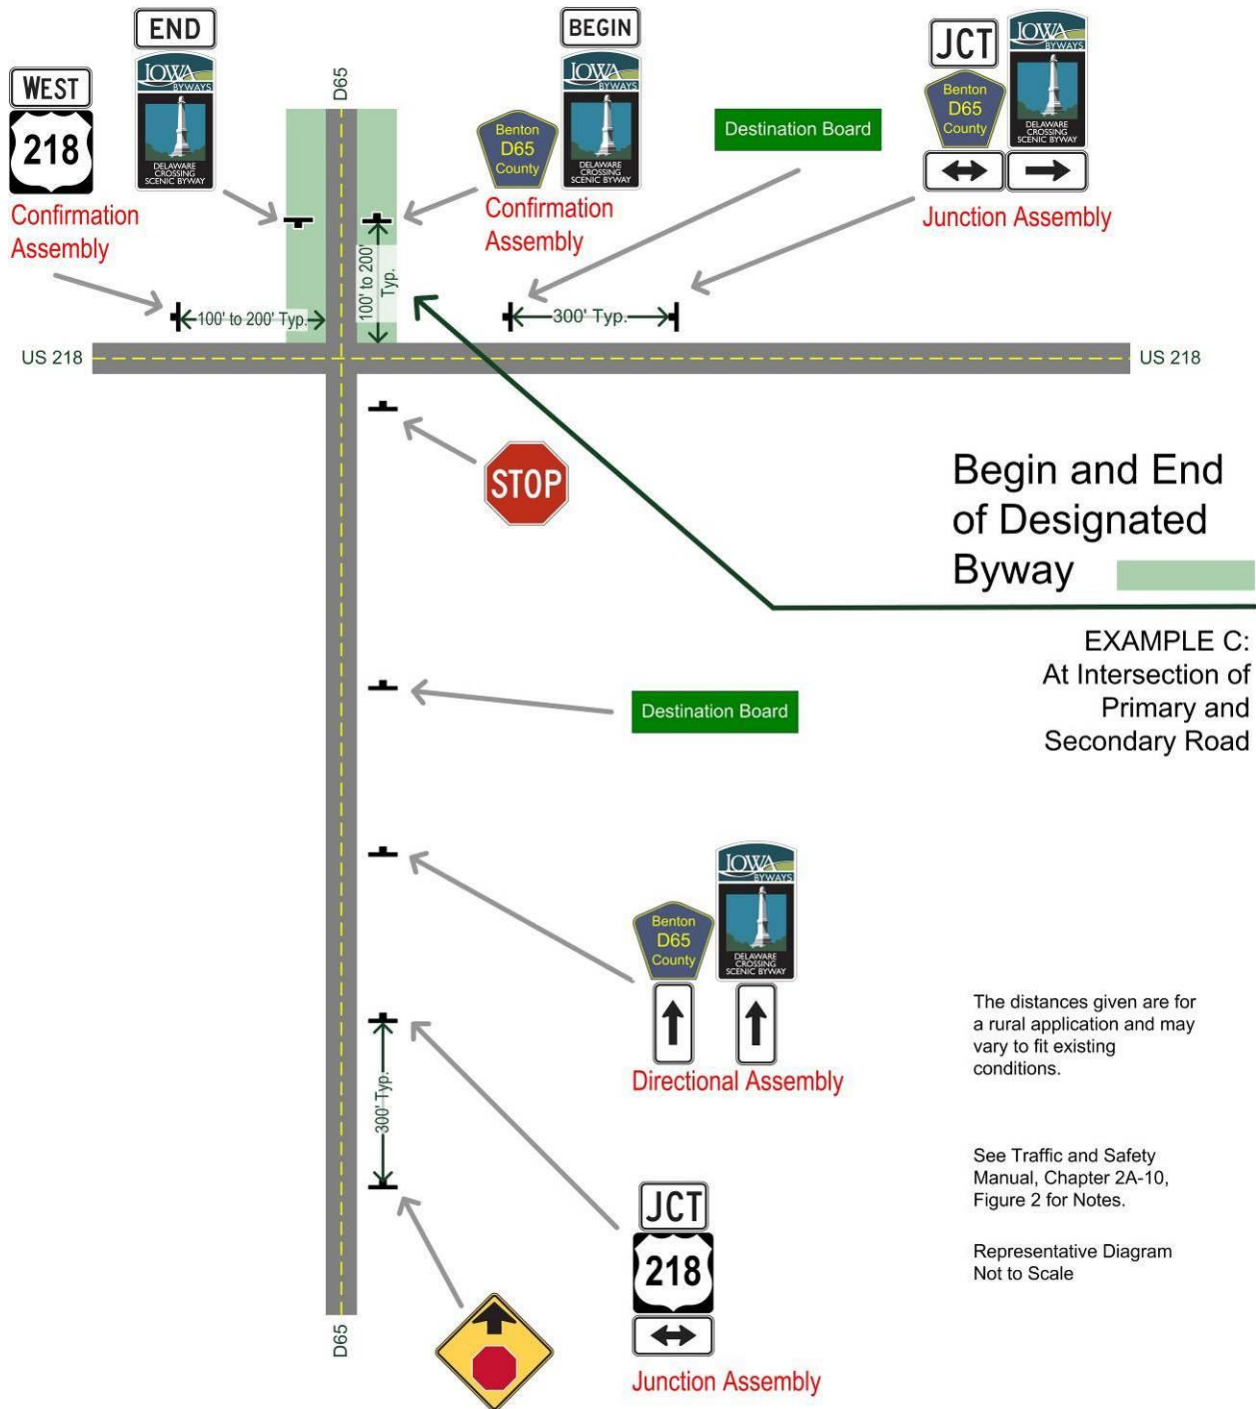 END
IOWA
BYWAYS
DELAWARE
CROSSING
SCENIC BYWAY
WEST
218
Confirmation
Assembly
D65
BEGIN
IOWA
BYWAYS
DELAWARE
CROSSING
SCENIC BYWAY
Benton
D65
County
Confirmation
Assembly
Destination Board
JCT
IOWA
BYWAYS
Benton
D65
County
DELAWARE
CROSSING
SCENIC BYWAY
Junction Assembly
100' to 200' Typ.
100' to 200'
Typ.
300' Typ.
US 218
US 218
STOP
Begin and End
of Designated
Byway
EXAMPLE C:
At Intersection of
Primary and
Secondary Road
Destination Board
IOWA
BYWAYS
Benton
D65
County
DELAWARE
CROSSING
SCENIC BYWAY
Directional Assembly
The distances given are for
a rural application and may
vary to fit existing
conditions.
300' Typ.
See Traffic and Safety
Manual, Chapter 2A-10,
Figure 2 for Notes.
JCT
218
Junction Assembly
Representative Diagram
Not to Scale
D65